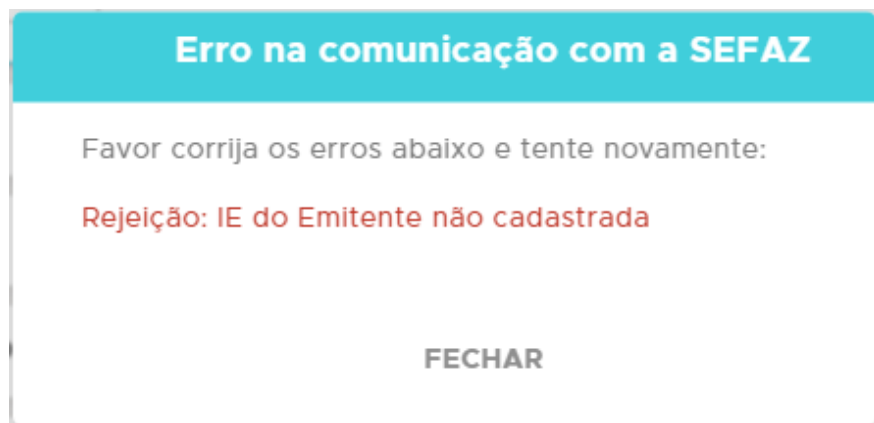 Erro na comunicação com a SEFAZ
Favor corrija os erros abaixo e tente novamente:
Rejeição: IE do Emitente não cadastrada
FECHAR